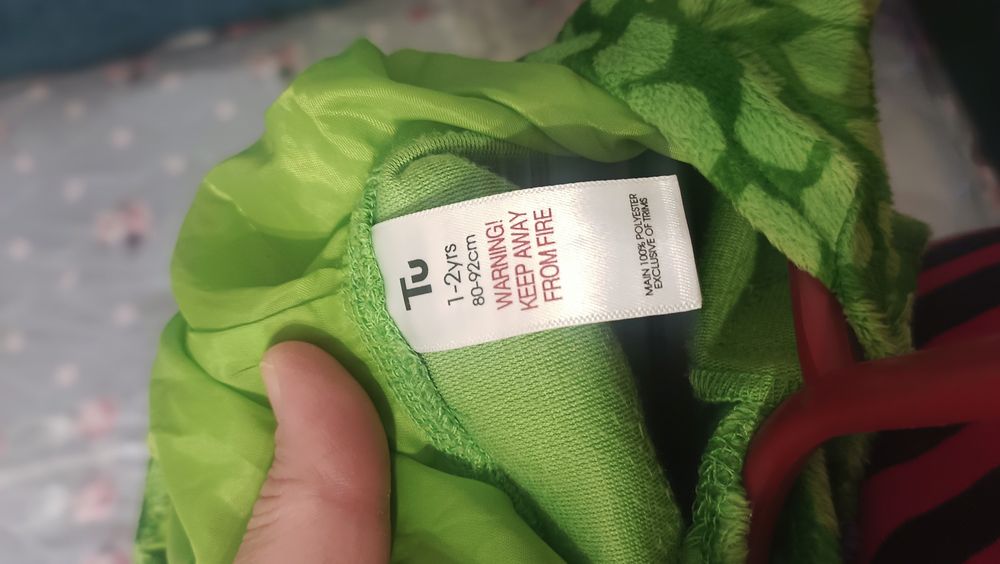 Tu
1-2yrs
80-92cm
WARNING!
KEEP AWAY
FROM FIRE
MAIN 100% POLYESTER
EXCLUSIVE OF TRIMS